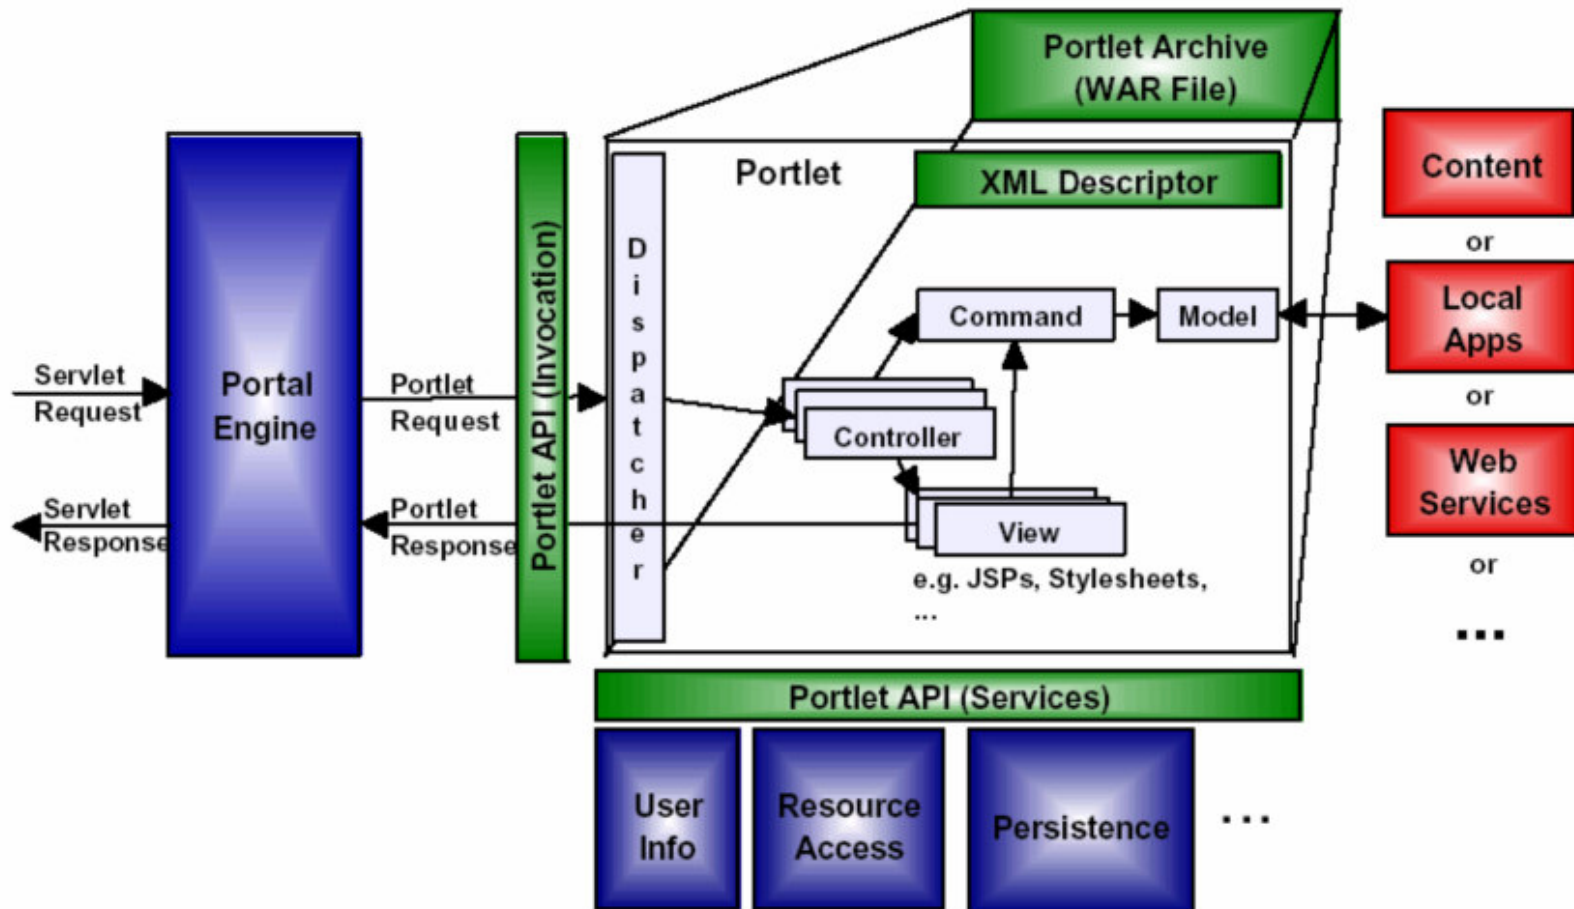 Portlet Archive
(WAR File)
Portlet
XML Descriptor
Content
or
Local
Apps
or
Web
Services
or
...
Servlet
Request
Servlet
Response
Portal
Engine
Portlet
Request
Portlet
Response
Portlet API (Invocation)
Dispatcher
Command
Model
Controller
View
e.g. JSPs, Stylesheets,
...
Portlet API (Services)
User
Info
Resource
Access
Persistence
...